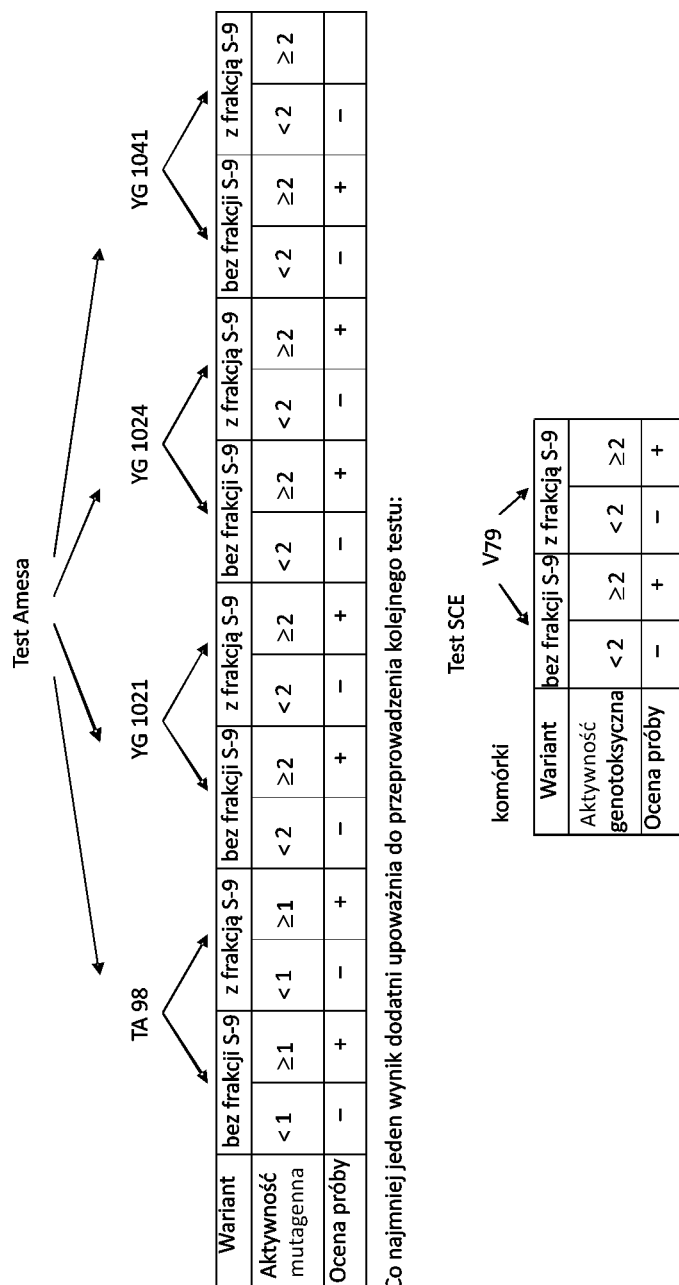 Test Amesa
TA 98 YG 1021 YG 1024 YG 1041
Wariant bez frakcji S-9 z frakcją S-9 bez frakcji S-9 z frakcją S-9 bez frakcji S-9 z frakcją S-9 bez frakcji S-9 z frakcją S-9
Aktywność mutagenna < 1 ≥1 < 1 ≥1 < 2 ≥2 < 2 ≥2 < 2 ≥2 < 2 ≥2 < 2 ≥2 < 2 ≥ 2
Ocena próby – + – + – + – + – + – + – + –
Co najmniej jeden wynik dodatni upoważnia do przeprowadzenia kolejnego testu:
Test SCE
komórki V79
Wariant bez frakcji S-9 z frakcją S-9
Aktywność genotoksyczna < 2 ≥2 < 2 ≥2
Ocena próby – + – +